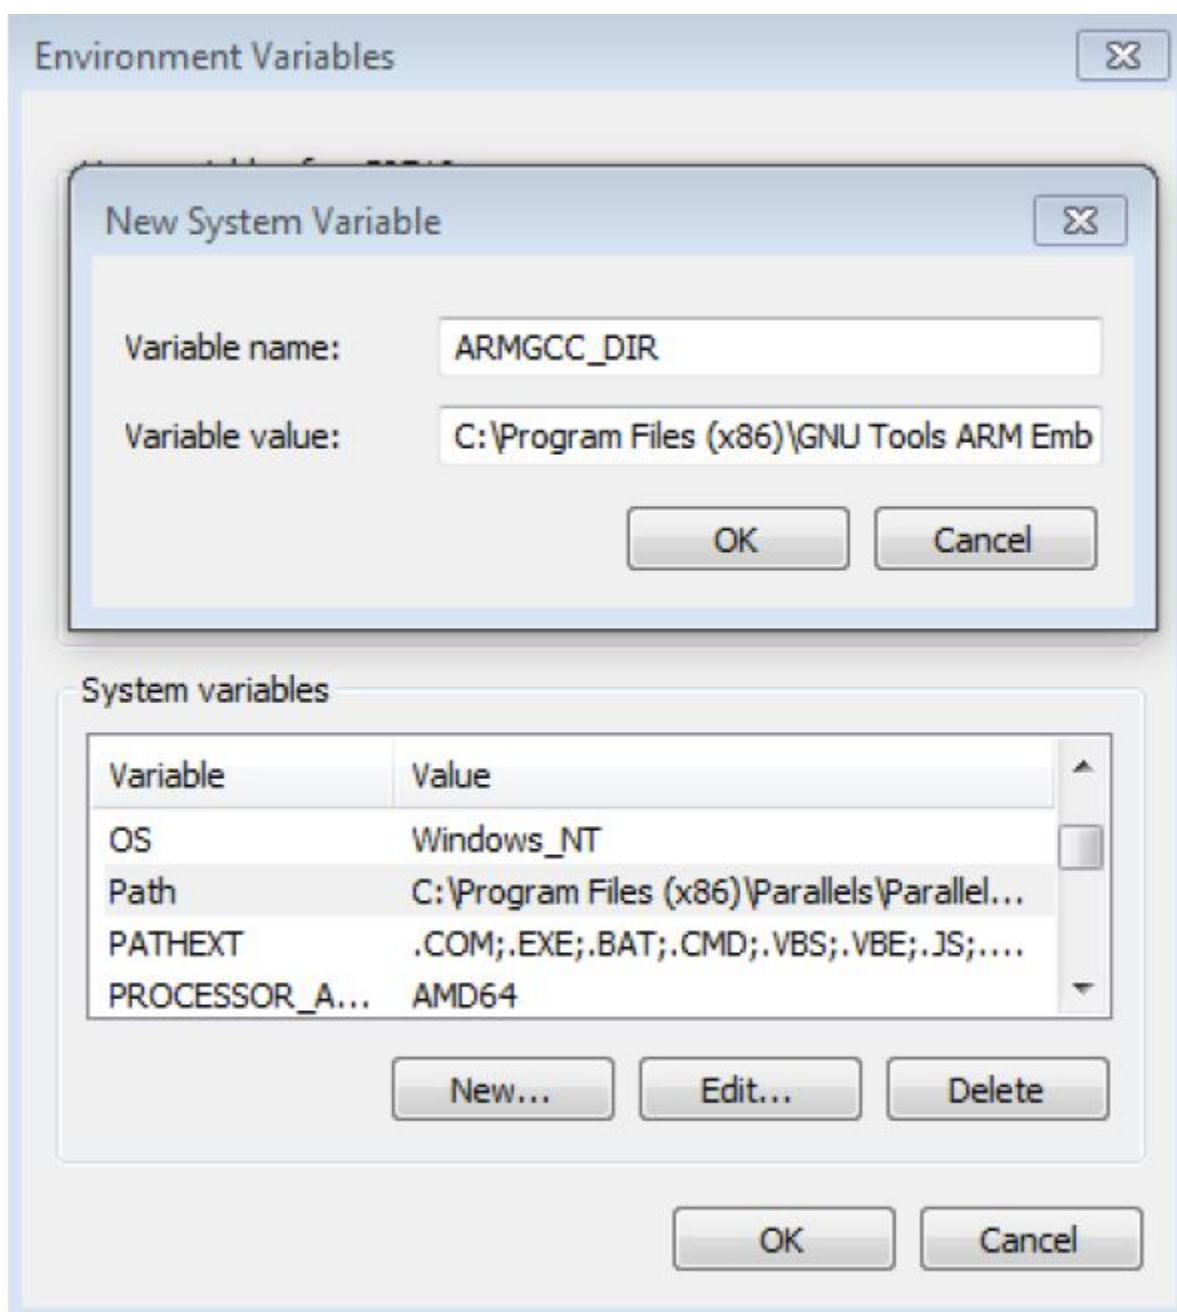 Environment Variables
New System Variable
Variable name: ARMGCC_DIR
Variable value: C:\Program Files (x86)\GNU Tools ARM Emb
OK Cancel
System variables
Variable Value
OS Windows_NT
Path C:\Program Files (x86)\Parallels\Parallel...
PATHEXT .COM;.EXE;.BAT;.CMD;.VBS;.VBE;.JS;....
PROCESSOR_A... AMD64
New... Edit... Delete
OK Cancel